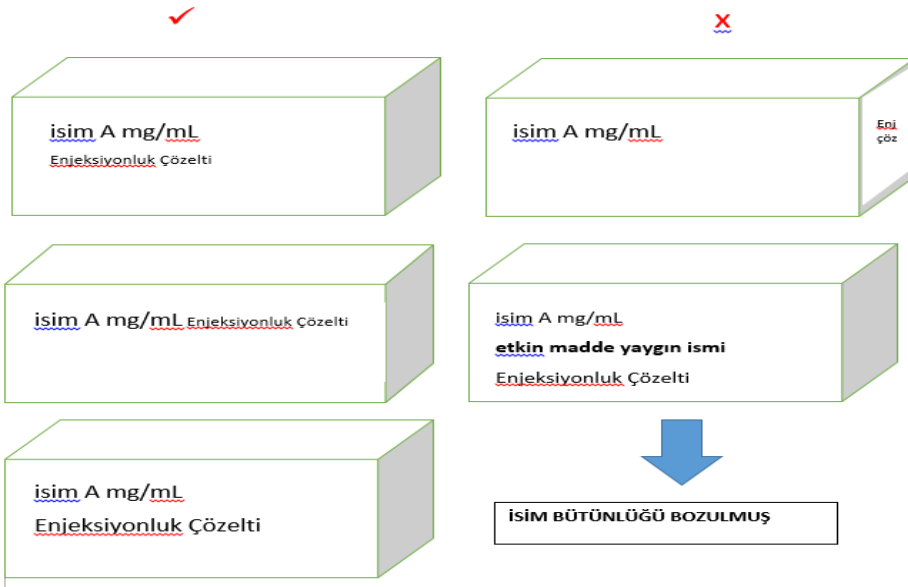 ✓
X
isim A mg/mL
Enjeksiyonluk Çözelti
isim A mg/mL
Enj
çöz
isim A mg/mL Enjeksiyonluk Çözelti
isim A mg/mL
etkin madde yaygın ismi
Enjeksiyonluk Çözelti
isim A mg/mL
Enjeksiyonluk Çözelti
İSİM BÜTÜNLÜĞÜ BOZULMUŞ